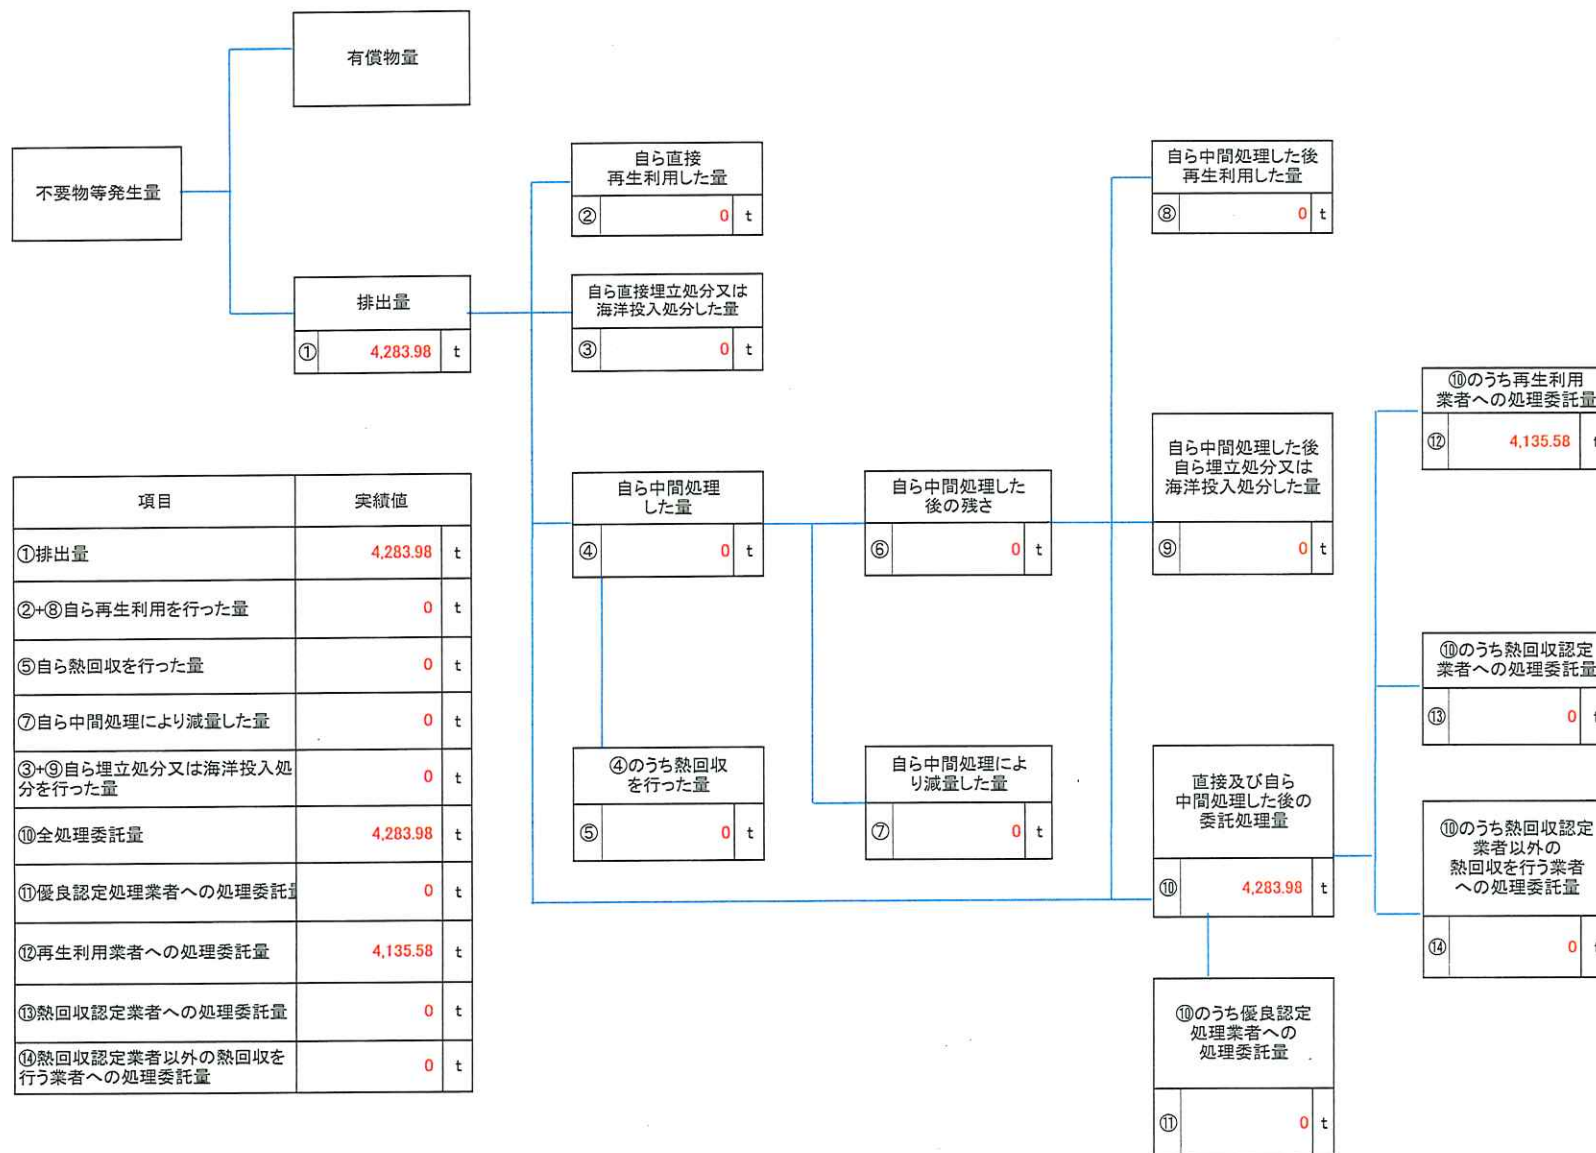 有償物量
不要物等発生量
自ら直接
再生利用した量
② 0 t
自ら中間処理した後
再生利用した量
⑧ 0 t
排出量
① 4,283.98 t
自ら直接埋立処分又は
海洋投入処分した量
③ 0 t
⑩のうち再生利用
業者への処理委託量
⑫ 4,135.58
自ら中間処理
した量
④ 0 t
自ら中間処理した
後の残さ
⑥ 0 t
自ら中間処理した後
自ら埋立処分又は
海洋投入処分した量
⑨ 0 t
⑩のうち熱回収認定
業者への処理委託量
⑬ 0
④のうち熱回収
を行った量
⑤ 0 t
自ら中間処理によ
り減量した量
⑦ 0 t
直接及び自ら
中間処理した後の
委託処理量
⑩ 4,283.98 t
⑩のうち熱回収認定
業者以外の
熱回収を行う業者
への処理委託量
⑭ 0
⑩のうち優良認定
処理業者への
処理委託量
⑪ 0 t
項目 実績値
①排出量 4,283.98 t
②+⑧自ら再生利用を行った量 0 t
⑤自ら熱回収を行った量 0 t
⑦自ら中間処理により減量した量 0 t
③+⑨自ら埋立処分又は海洋投入処
分を行った量 0 t
⑩全処理委託量 4,283.98 t
⑪優良認定処理業者への処理委託量 0 t
⑫再生利用業者への処理委託量 4,135.58 t
⑬熱回収認定業者への処理委託量 0 t
⑭熱回収認定業者以外の熱回収を
行う業者への処理委託量 0 t